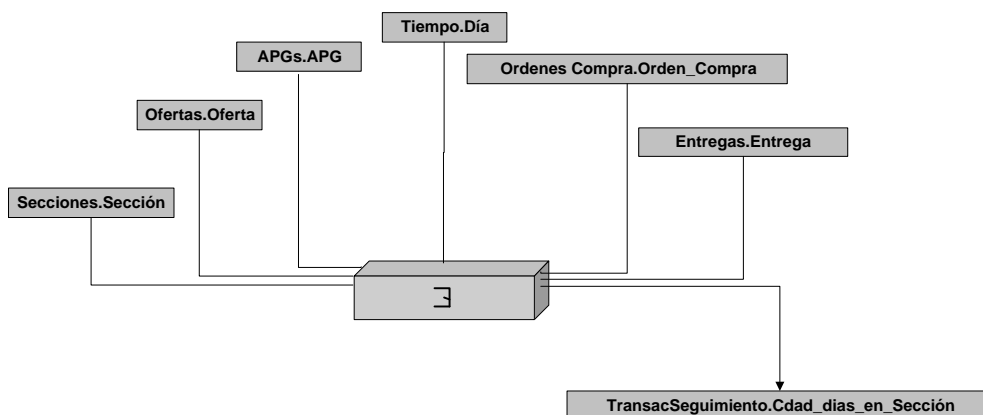 Tiempo.Día
APGs.APG
Ordenes Compra.Orden_Compra
Ofertas.Oferta
Entregas.Entrega
Secciones.Sección
TransacSeguimiento.Cdad_dias_en_Sección